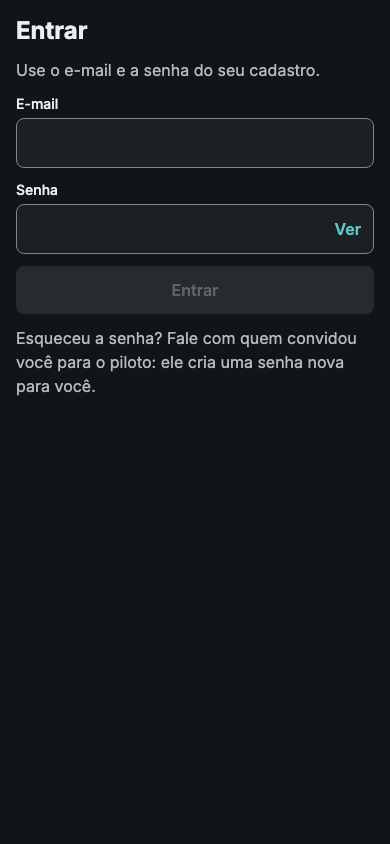 Entrar
Use o e-mail e a senha do seu cadastro.
E-mail
Senha
Ver
Entrar
Esqueceu a senha? Fale com quem convidou
você para o piloto: ele cria uma senha nova
para você.